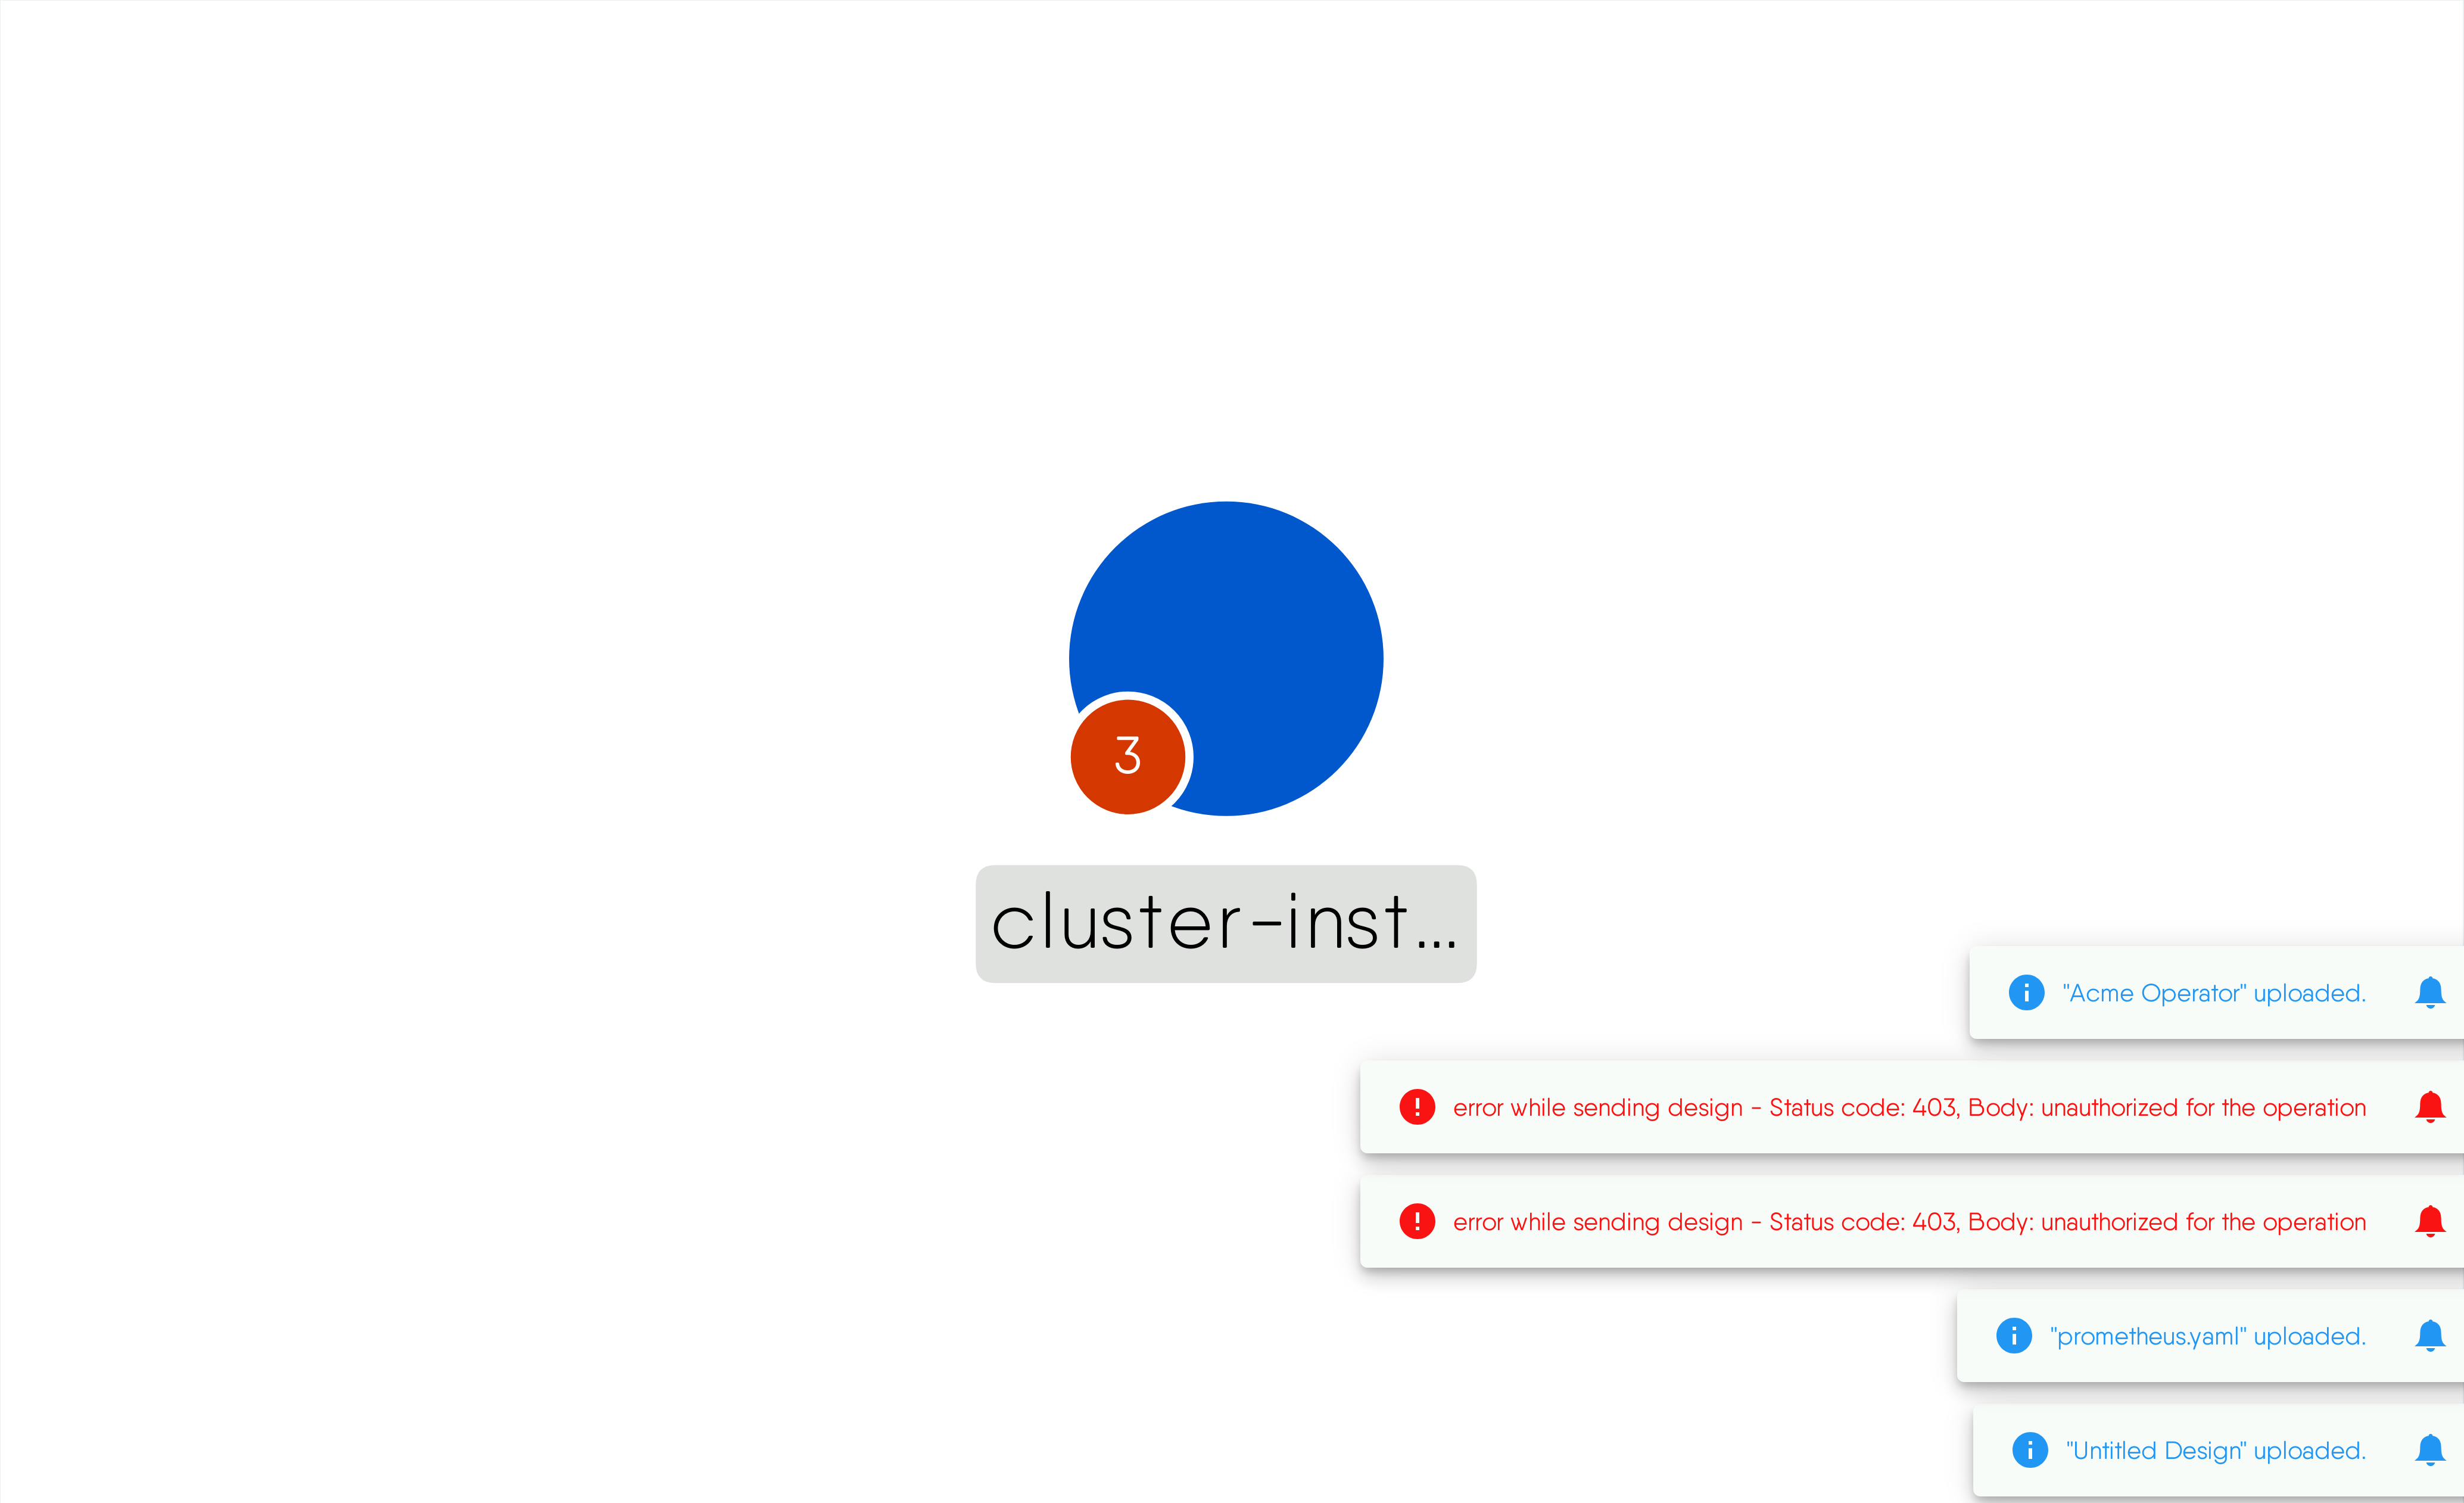 3
cluster-inst...
"Acme Operator" uploaded.
error while sending design - Status code: 403, Body: unauthorized for the operation
error while sending design - Status code: 403, Body: unauthorized for the operation
"prometheus.yaml" uploaded.
"Untitled Design" uploaded.